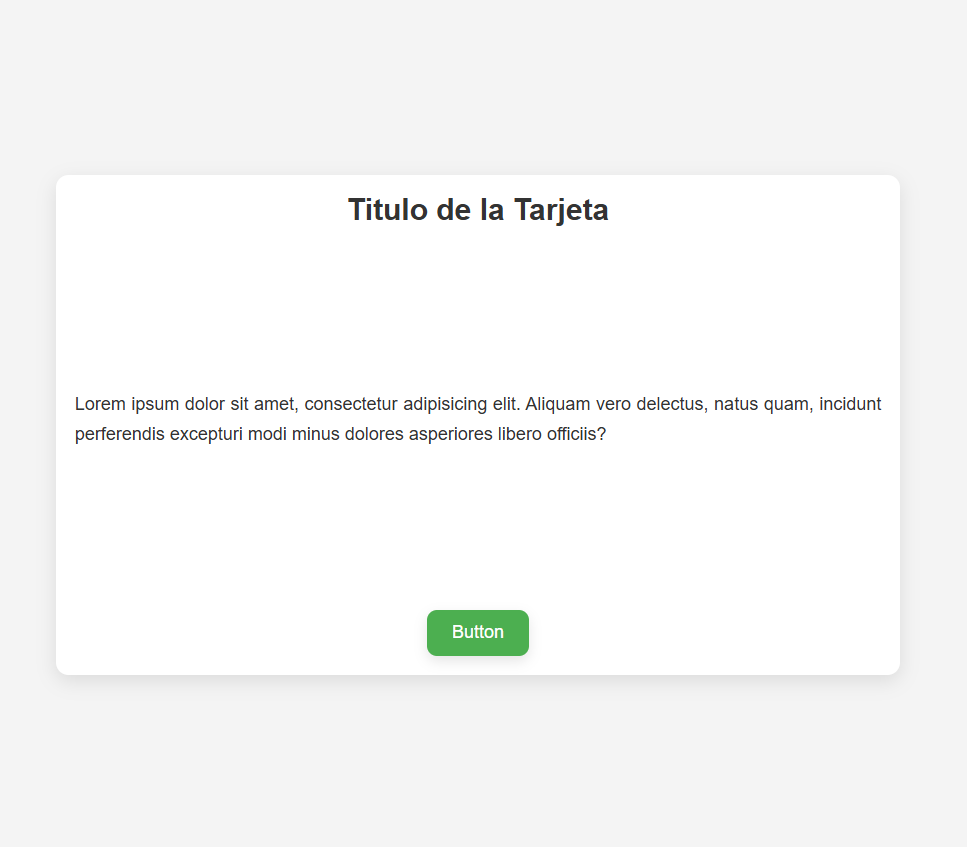 Titulo de la Tarjeta
Lorem ipsum dolor sit amet, consectetur adipisicing elit. Aliquam vero delectus, natus quam, incidunt
perferendis excepturi modi minus dolores asperiores libero officiis?
Button